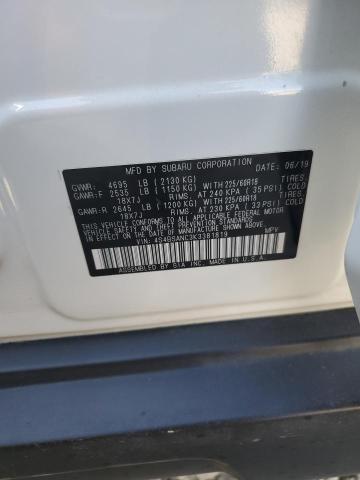 MFD BY SUBARU CORPORATION DATE: 06/19
GVWR: 4695 LB (2130 KG)
GAWR:F 2535 LB (1150 KG) WITH 225/60R18 TIRES,
18X7J RIMS, AT 240 KPA (35 PSI) COLD.
GAWR:R 2645 LB (1200 KG) WITH 225/60R18 TIRES,
18X7J RIMS, AT 230 KPA (33 PSI) COLD.
THIS VEHICLE CONFORMS TO ALL APPLICABLE FEDERAL MOTOR
VEHICLE SAFETY, BUMPER, AND THEFT PREVENTION STANDARDS
IN EFFECT ON THE DATE OF MANUFACTURE SHOWN ABOVE.
VIN: 4S4BSANC3K3381819 MPV
ASSEMBLED BY SIA INC. MADE IN U.S.A.